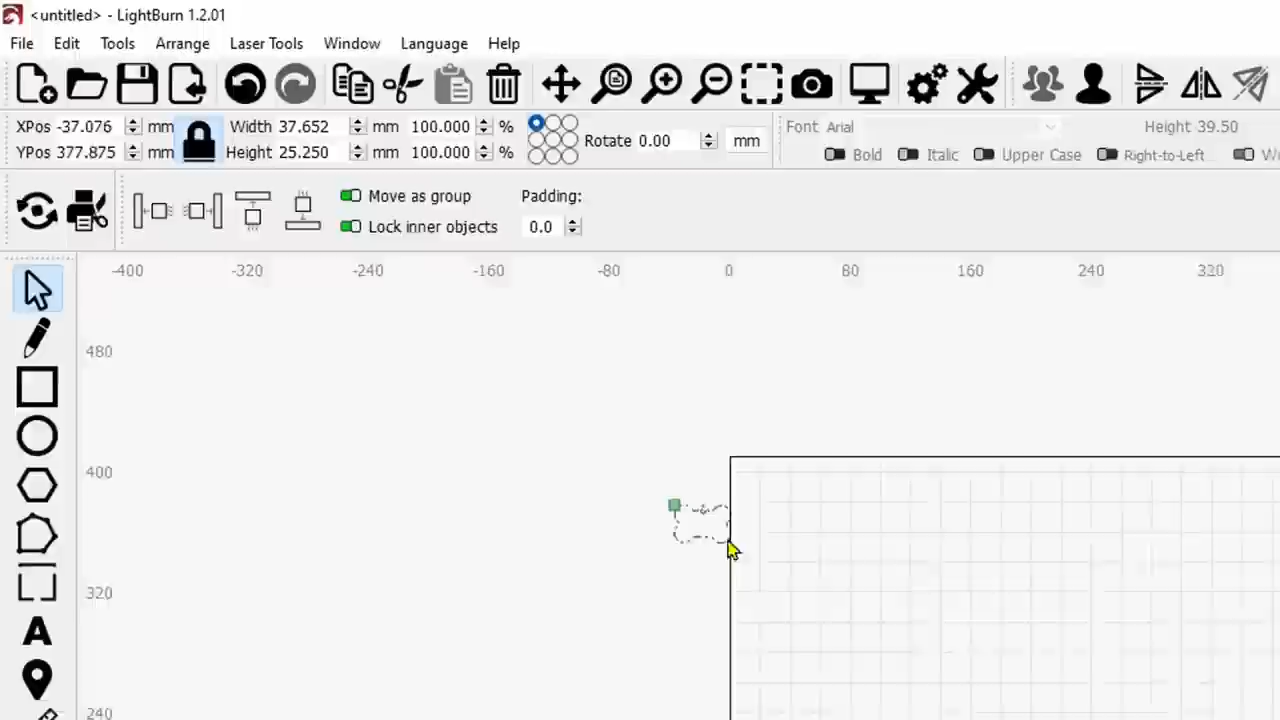 <untitled> - LightBurn 1.2.01
File Edit Tools Arrange Laser Tools Window Language Help
XPos -37.076 mm Width 37.652 mm 100.000 % Rotate 0.00 mm Font Arial Height 39.50
YPos 377.875 mm Height 25.250 mm 100.000 % Bold Italic Upper Case Right-to-Left
Move as group Padding:
Lock inner objects 0.0
-400 -320 -240 -160 -80 0 80 160 240 320
480
400
320
240